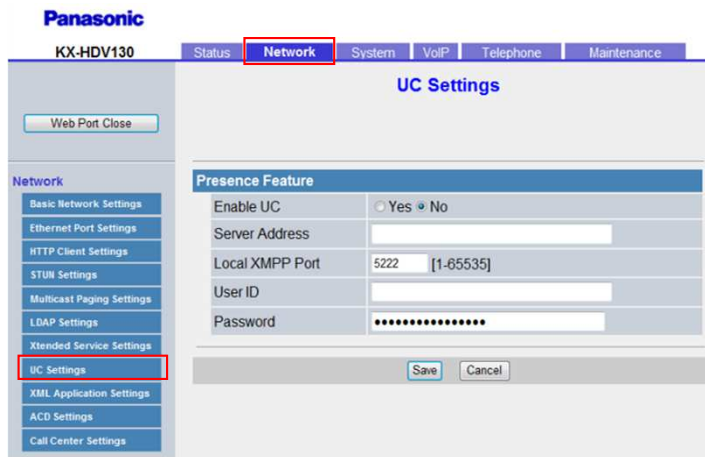 Panasonic
KX-HDV130
Status Network System VoIP Telephone Maintenance
UC Settings
Web Port Close
Network
Basic Network Settings
Ethernet Port Settings
HTTP Client Settings
STUN Settings
Multicast Paging Settings
LDAP Settings
Xtended Service Settings
UC Settings
XML Application Settings
ACD Settings
Call Center Settings
Presence Feature
Enable UC Yes No
Server Address
Local XMPP Port 5222 [1-65535]
User ID
Password ••••••••••••••••
Save Cancel